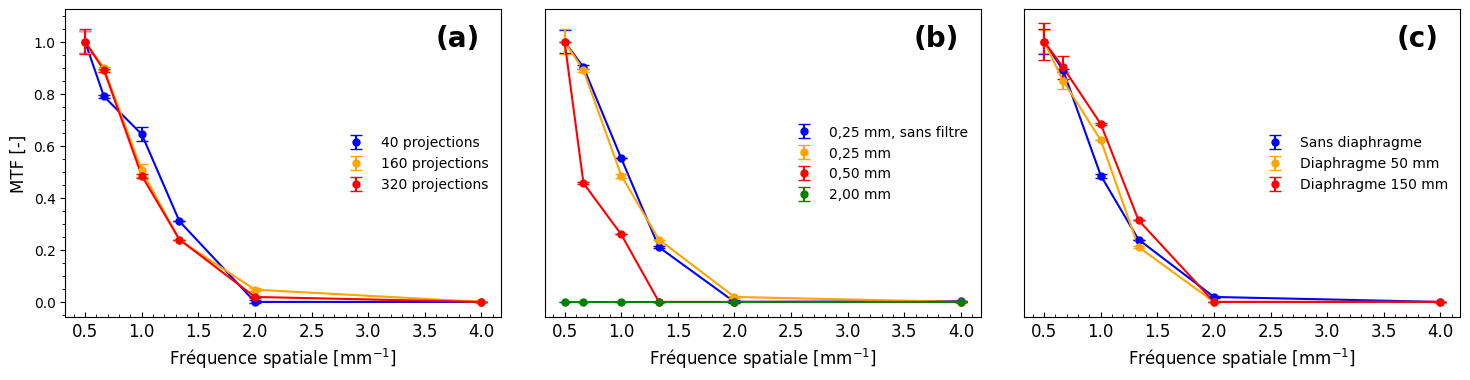 (a)
MTF [-]
1.0
0.8
0.6
0.4
0.2
0.0
40 projections
160 projections
320 projections
0.5 1.0 1.5 2.0 2.5 3.0 3.5 4.0
Fréquence spatiale [mm⁻¹]
(b)
0,25 mm, sans filtre
0,25 mm
0,50 mm
2,00 mm
0.5 1.0 1.5 2.0 2.5 3.0 3.5 4.0
Fréquence spatiale [mm⁻¹]
(c)
Sans diaphragme
Diaphragme 50 mm
Diaphragme 150 mm
0.5 1.0 1.5 2.0 2.5 3.0 3.5 4.0
Fréquence spatiale [mm⁻¹]